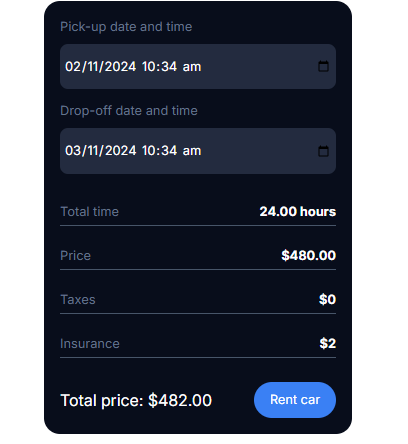 Pick-up date and time
02/11/2024 10:34 am
Drop-off date and time
03/11/2024 10:34 am
Total time 24.00 hours
Price $480.00
Taxes $0
Insurance $2
Total price: $482.00 Rent car